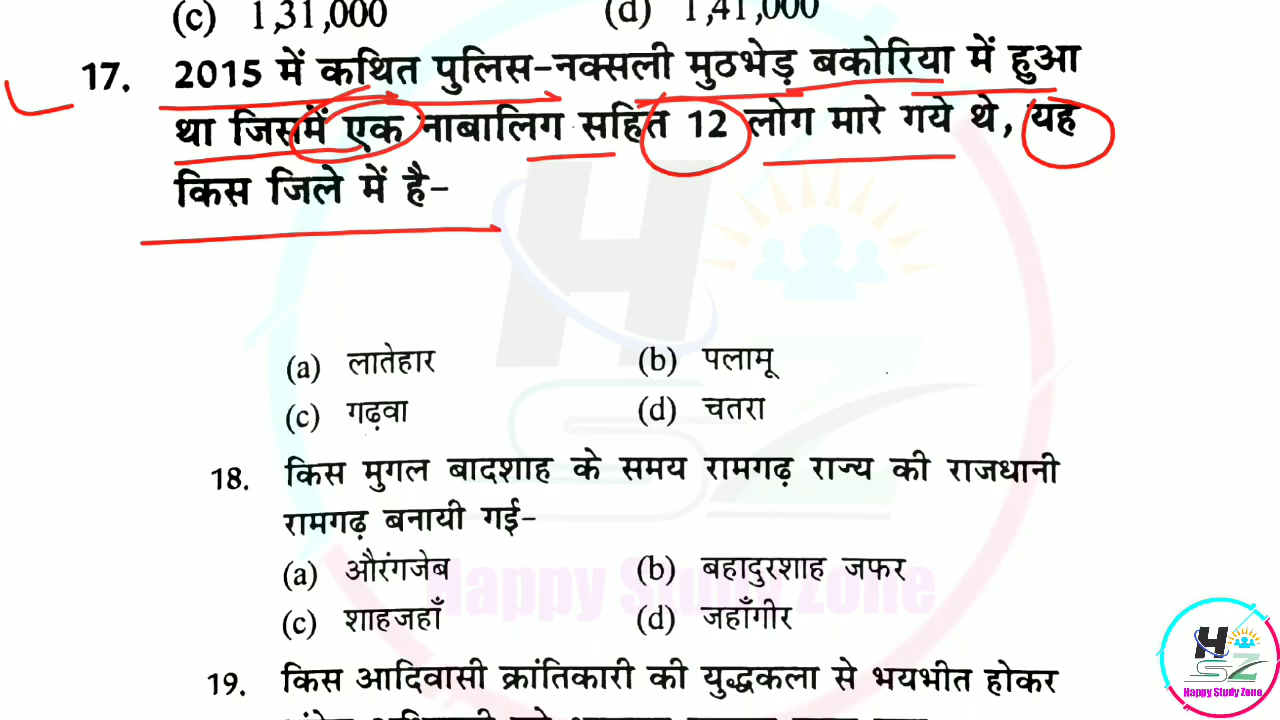 (c) 1,31,000 (d) 1,41,000
17. 2015 में कथित पुलिस-नक्सली मुठभेड़ बकोरिया में हुआ
था जिसमें एक नाबालिग सहित 12 लोग मारे गये थे, यह
किस जिले में है-
(a) लातेहार (b) पलामू
(c) गढ़वा (d) चतरा
18. किस मुगल बादशाह के समय रामगढ़ राज्य की राजधानी
रामगढ़ बनायी गई-
(a) औरंगजेब (b) बहादुरशाह जफर
(c) शाहजहाँ (d) जहाँगीर
Happy Study Zone
19. किस आदिवासी क्रांतिकारी की युद्धकला से भयभीत होकर
HSZ
Happy Study Zone